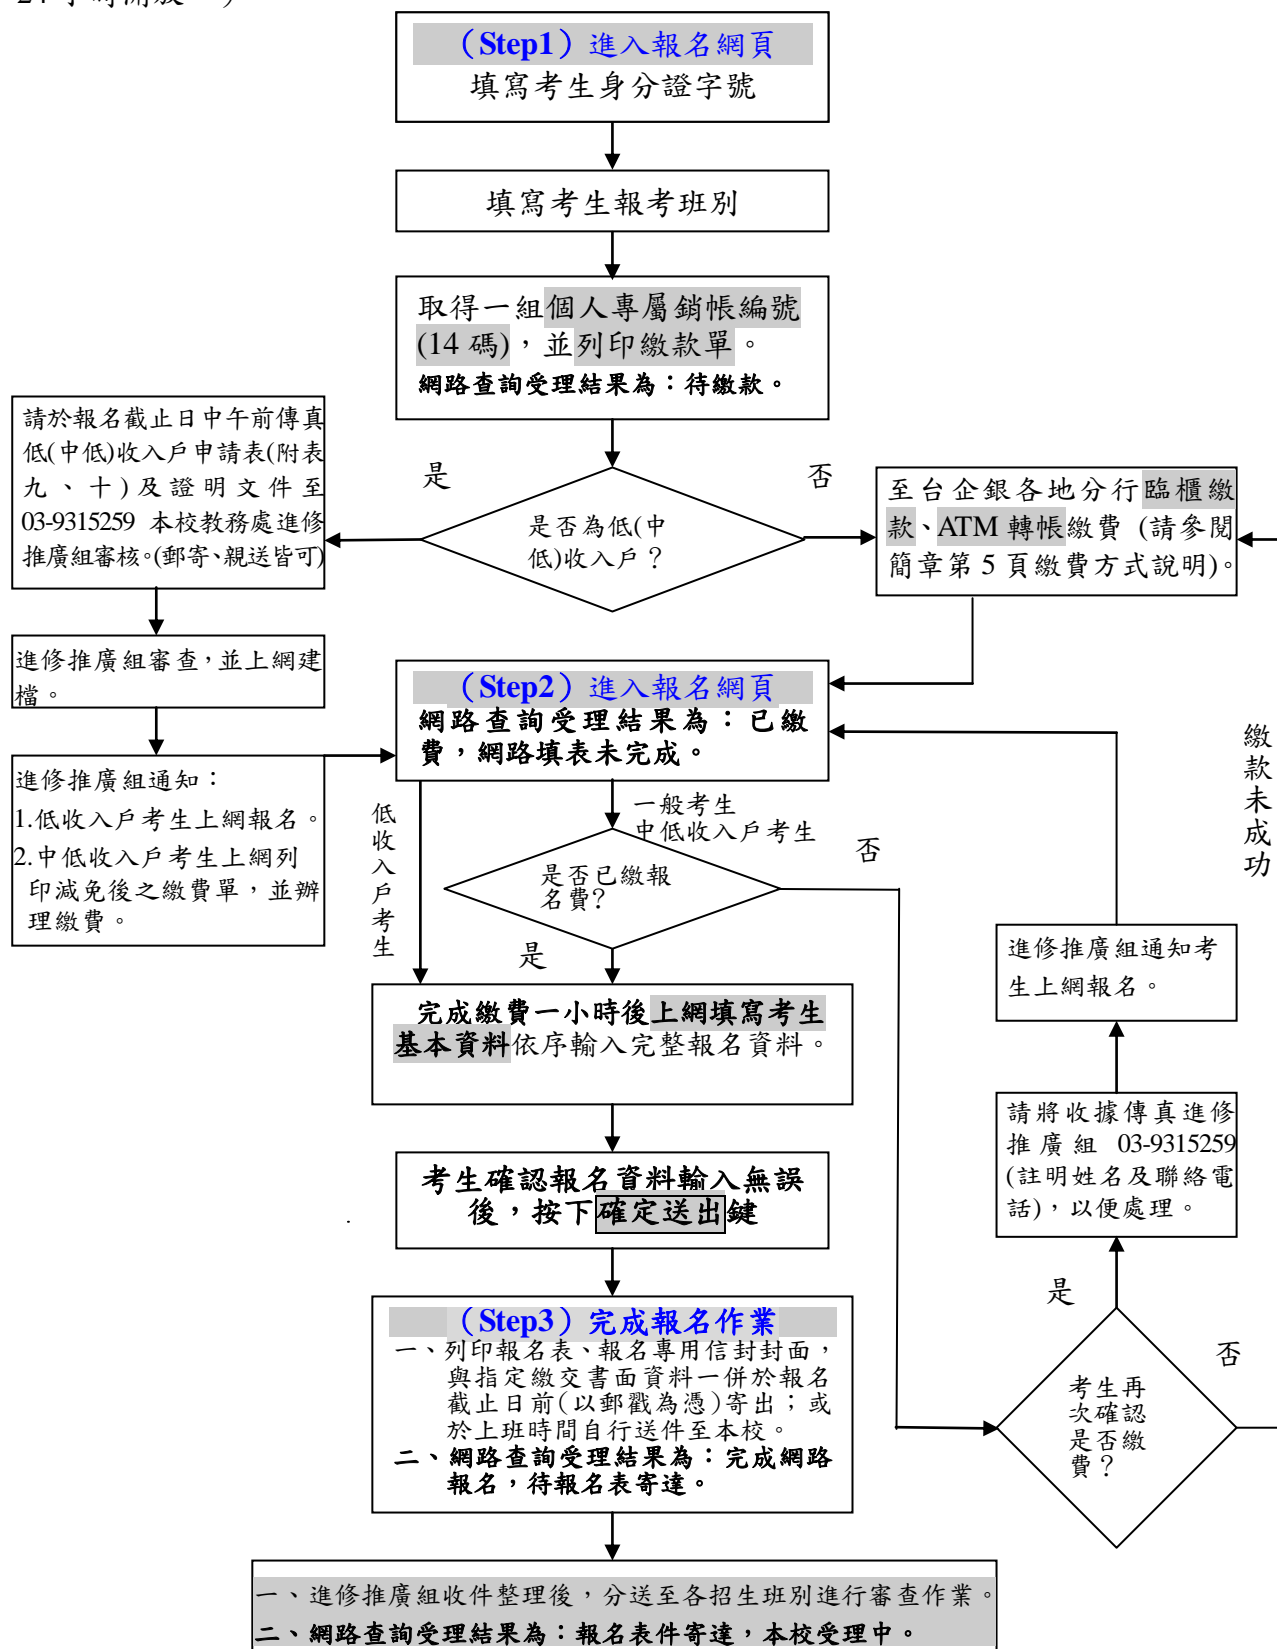 （Step1）進入報名網頁
填寫考生身分證字號
填寫考生報考班別
取得一組個人專屬銷帳編號
(14 碼)，並列印繳款單。
網路查詢受理結果為：待繳款。
是
否
是否為低(中
低)收入戶？
請於報名截止日中午前傳真
低(中低)收入戶申請表(附表
九、十)及證明文件至
03-9315259 本校教務處進修
推廣組審核。(郵寄、親送皆可)
至台企銀各地分行臨櫃繳
款、ATM 轉帳繳費 (請參閱
簡章第 5 頁繳費方式說明)。
進修推廣組審查，並上網建
檔。
進修推廣組通知：
1.低收入戶考生上網報名。
2.中低收入戶考生上網列
印減免後之繳費單，並辦
理繳費。
（Step2）進入報名網頁
網路查詢受理結果為：已繳
費，網路填表未完成。
低收入戶考生
一般考生
中低收入戶考生
否
是否已繳報
名費?
是
繳款未成功
完成繳費一小時後上網填寫考生
基本資料依序輸入完整報名資料。
進修推廣組通知考
生上網報名。
請將收據傳真進修
推廣組 03-9315259
(註明姓名及聯絡電
話)，以便處理。
考生確認報名資料輸入無誤
後，按下確定送出鍵
（Step3）完成報名作業
一、列印報名表、報名專用信封封面，
與指定繳交書面資料一併於報名
截止日前(以郵戳為憑)寄出；或
於上班時間自行送件至本校。
二、網路查詢受理結果為：完成網路
報名，待報名表寄達。
是
否
考生再
次確認
是否繳
費？
一、進修推廣組收件整理後，分送至各招生班別進行審查作業。
二、網路查詢受理結果為：報名表件寄達，本校受理中。